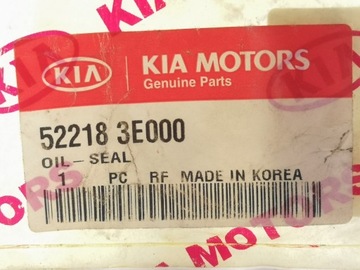 KIA
KIA MOTORS
Genuine Parts
52218 3E000
OIL-SEAL
1 PC RF MADE IN KOREA
KIA MOTORS